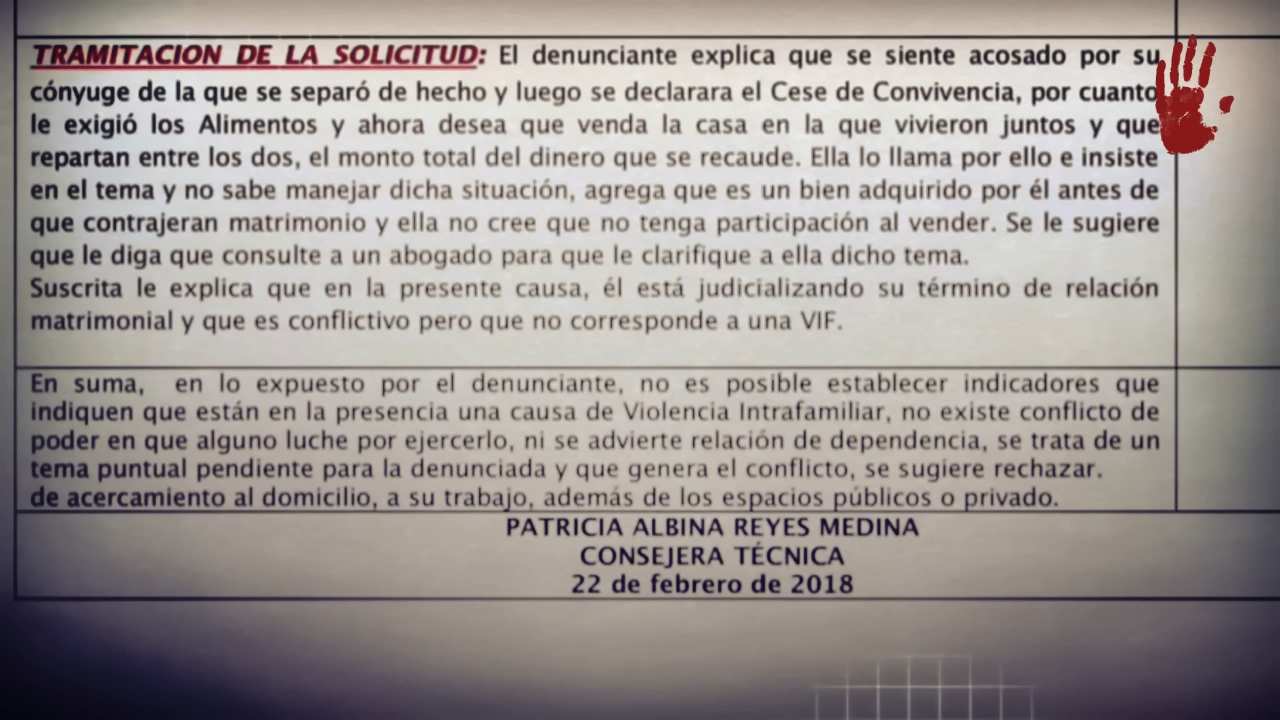 TRAMITACION DE LA SOLICITUD: El denunciante explica que se siente acosado por su
cónyuge de la que se separó de hecho y luego se declarara el Cese de Convivencia, por cuanto
le exigió los Alimentos y ahora desea que venda la casa en la que vivieron juntos y que
repartan entre los dos, el monto total del dinero que se recaude. Ella lo llama por ello e insiste
en el tema y no sabe manejar dicha situación, agrega que es un bien adquirido por él antes de
que contrajeran matrimonio y ella no cree que no tenga participación al vender. Se le sugiere
que le diga que consulte a un abogado para que le clarifique a ella dicho tema.
Suscrita le explica que en la presente causa, él está judicializando su término de relación
matrimonial y que es conflictivo pero que no corresponde a una VIF.
En suma, en lo expuesto por el denunciante, no es posible establecer indicadores que
indiquen que están en la presencia una causa de Violencia Intrafamiliar, no existe conflicto de
poder en que alguno luche por ejercerlo, ni se advierte relación de dependencia, se trata de un
tema puntual pendiente para la denunciada y que genera el conflicto, se sugiere rechazar.
de acercamiento al domicilio, a su trabajo, además de los espacios públicos o privado.
PATRICIA ALBINA REYES MEDINA
CONSEJERA TÉCNICA
22 de febrero de 2018